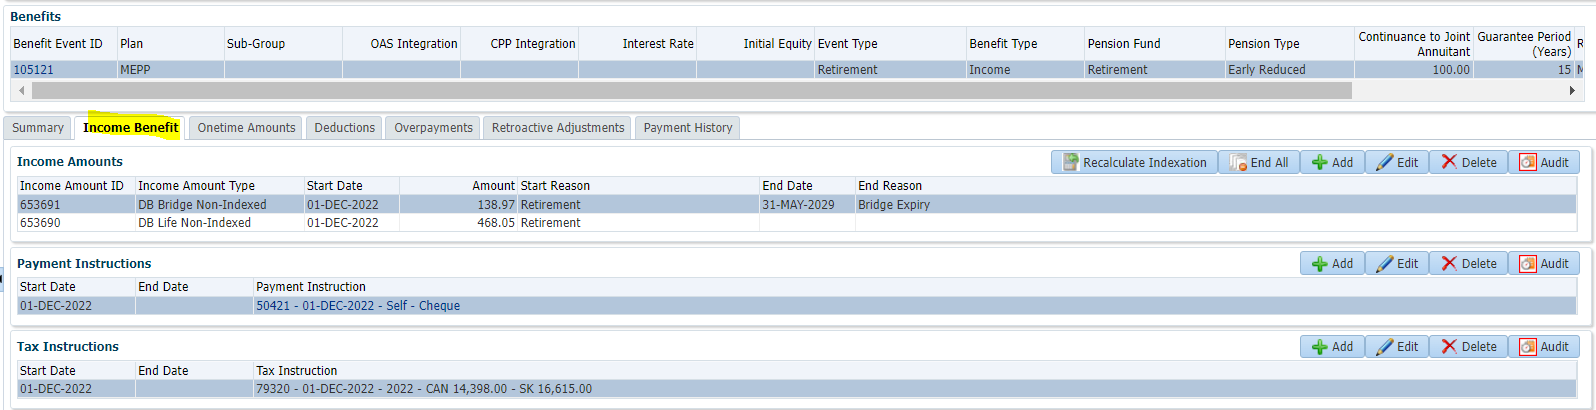 Benefits
Benefit Event ID Plan Sub-Group OAS Integration CPP Integration Interest Rate Initial Equity Event Type Benefit Type Pension Fund Pension Type Continuance to Joint Annuitant Guarantee Period (Years) R
105121 MEPP Retirement Income Retirement Early Reduced 100.00 15 M
Summary Income Benefit Onetime Amounts Deductions Overpayments Retroactive Adjustments Payment History
Income Amounts Recalculate Indexation End All Add Edit Delete Audit
Income Amount ID Income Amount Type Start Date Amount Start Reason End Date End Reason
653691 DB Bridge Non-Indexed 01-DEC-2022 138.97 Retirement 31-MAY-2029 Bridge Expiry
653690 DB Life Non-Indexed 01-DEC-2022 468.05 Retirement
Payment Instructions Add Edit Delete Audit
Start Date End Date Payment Instruction
01-DEC-2022 50421 - 01-DEC-2022 - Self - Cheque
Tax Instructions Add Edit Delete Audit
Start Date End Date Tax Instruction
01-DEC-2022 79320 - 01-DEC-2022 - 2022 - CAN 14,398.00 - SK 16,615.00